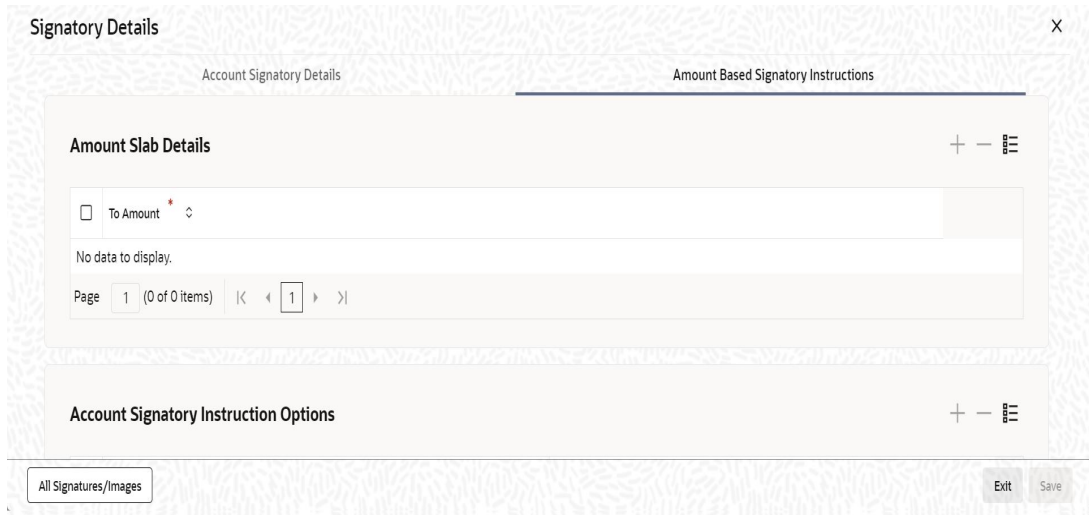 Signatory Details
X
Account Signatory Details
Amount Based Signatory Instructions
Amount Slab Details
To Amount *
No data to display.
Page 1 (0 of 0 items) 1
Account Signatory Instruction Options
All Signatures/Images
Exit
Save